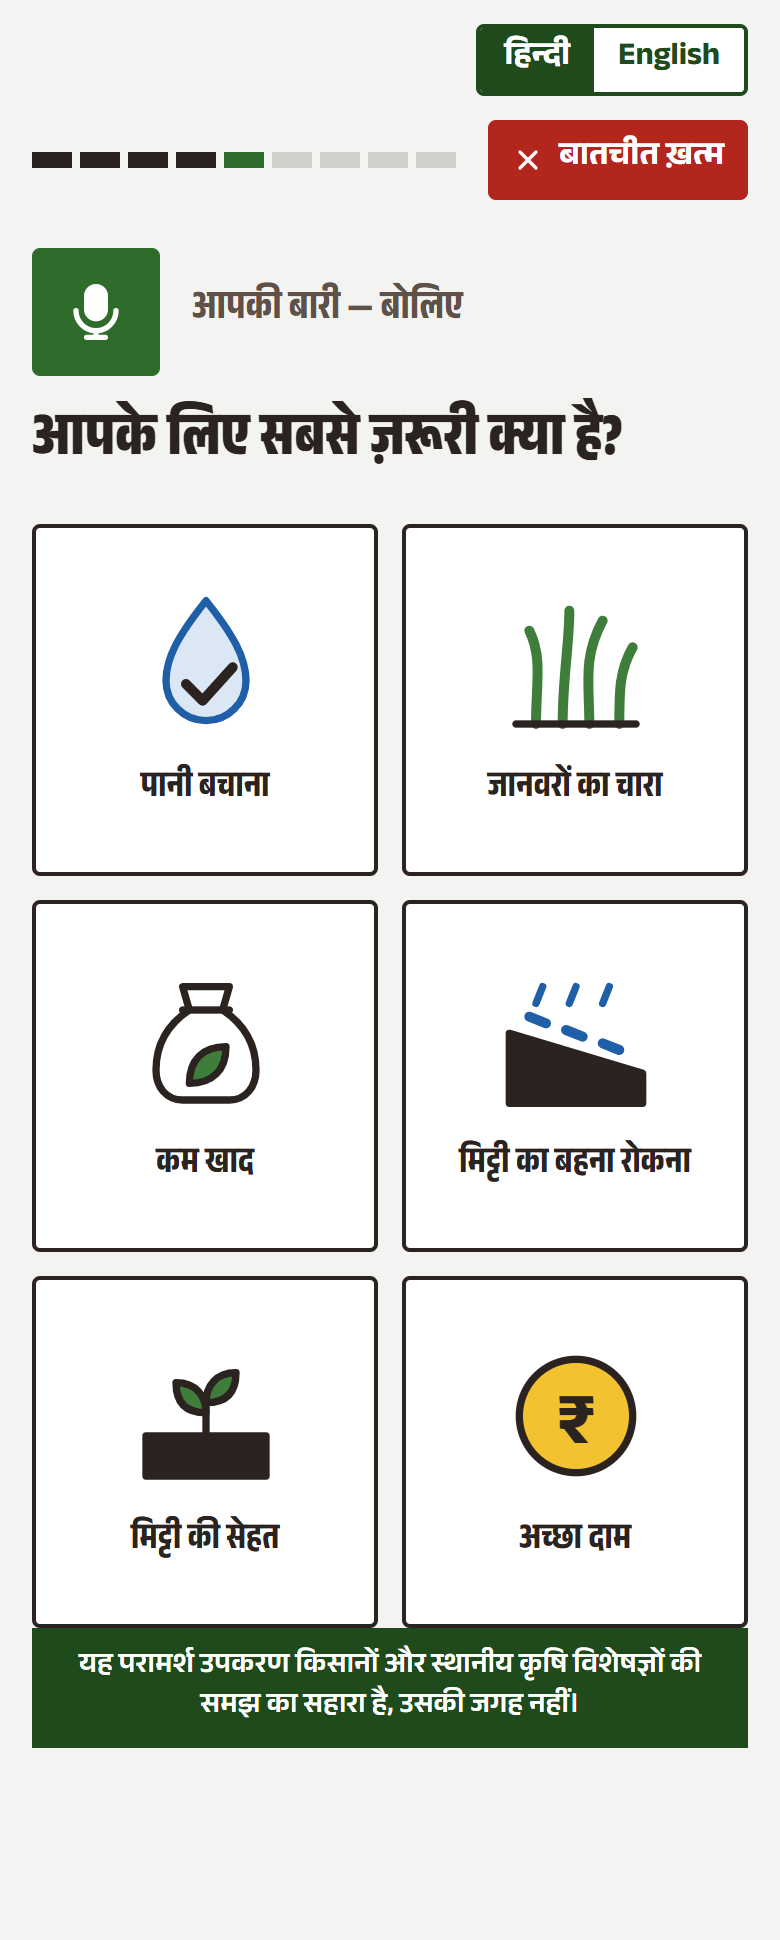 हिन्दी English
बातचीत ख़त्म
आपकी बारी – बोलिए
आपके लिए सबसे ज़रूरी क्या है?
पानी बचाना
जानवरों का चारा
कम खाद
मिट्टी का बहना रोकना
मिट्टी की सेहत
₹
अच्छा दाम
यह परामर्श उपकरण किसानों और स्थानीय कृषि विशेषज्ञों की
समझ का सहारा है, उसकी जगह नहीं।